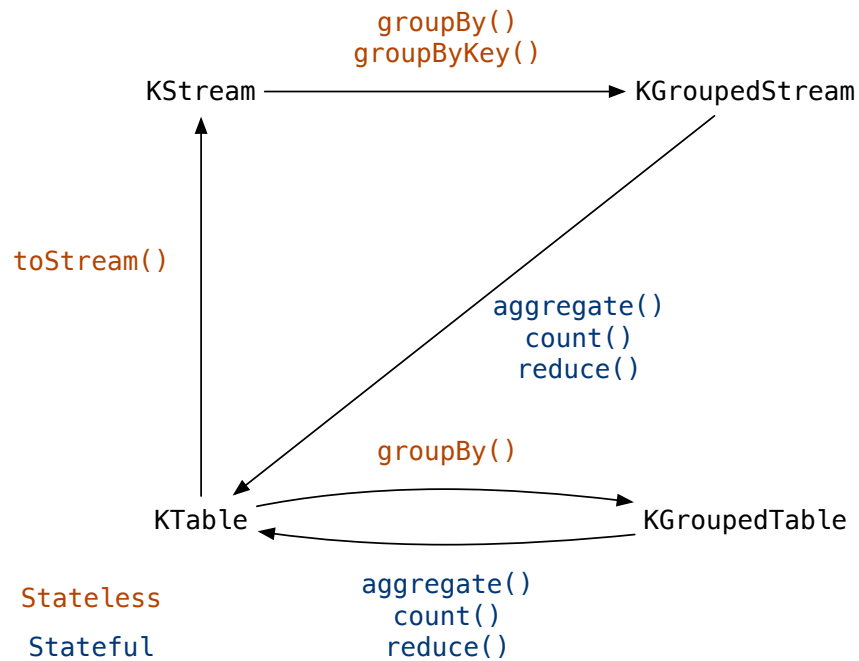 groupBy()
groupByKey()
KStream
KGroupedStream
toStream()
aggregate()
count()
reduce()
groupBy()
KTable
KGroupedTable
aggregate()
count()
reduce()
Stateless
Stateful